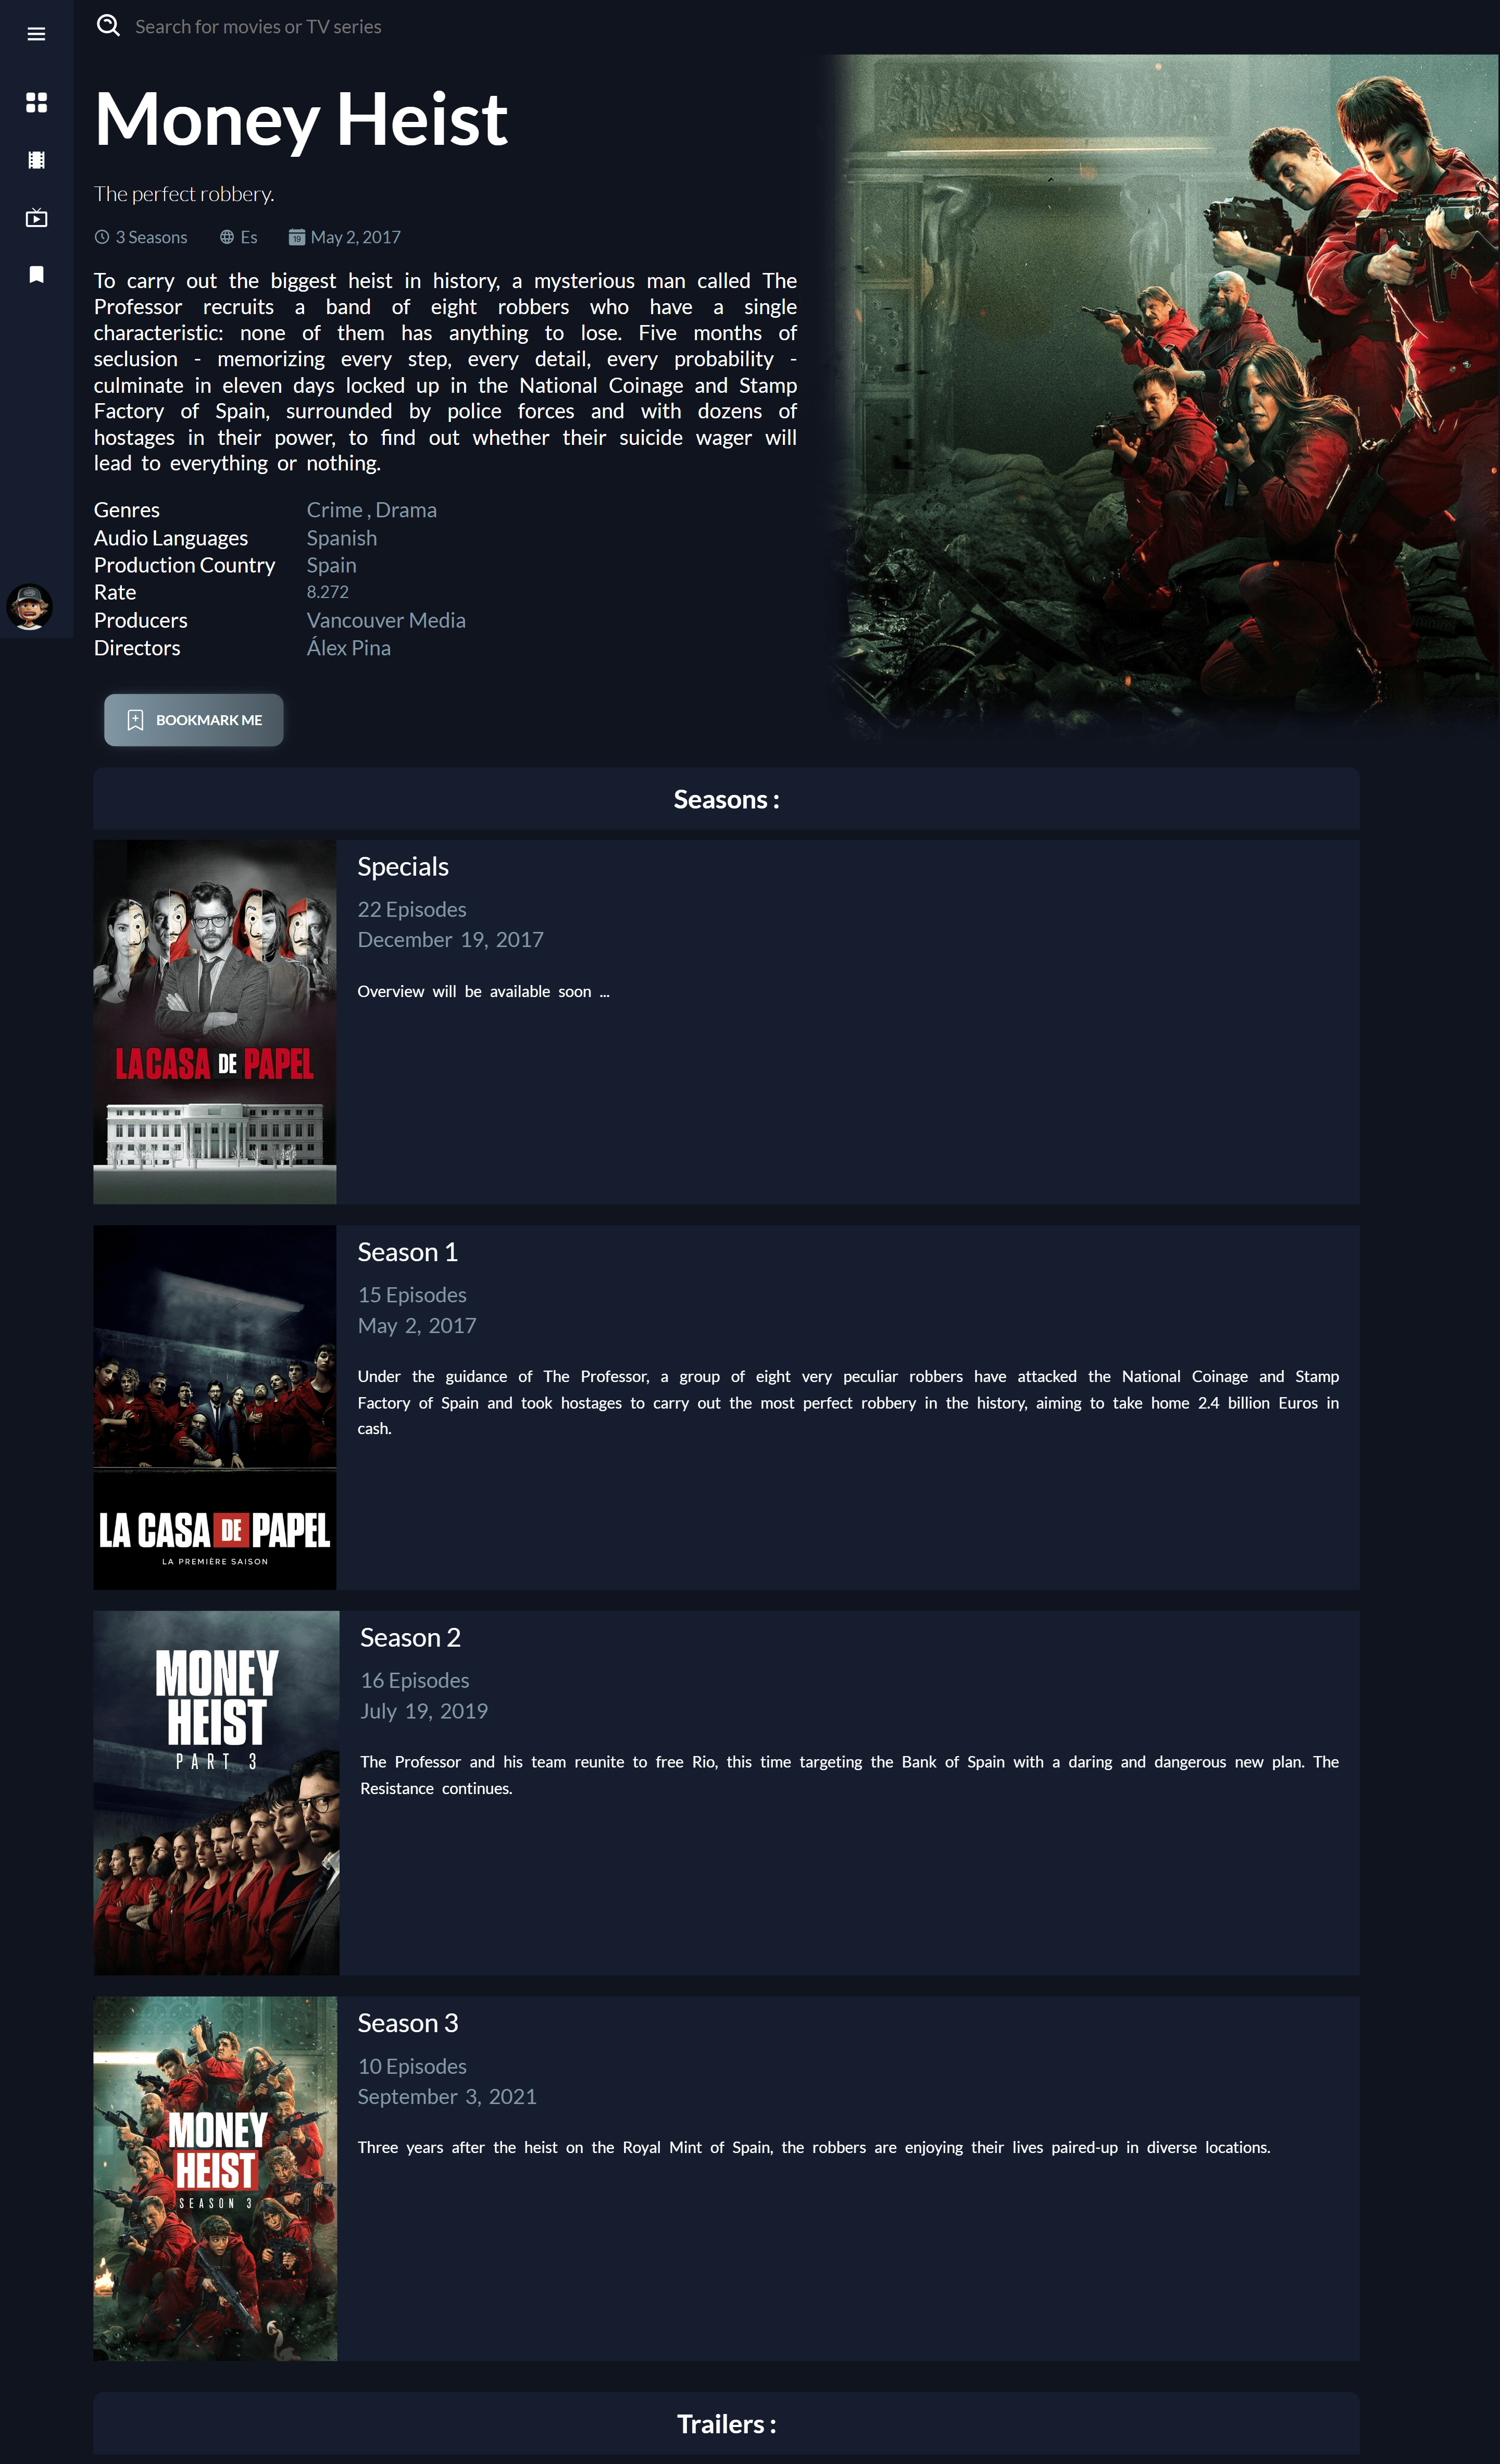 Search for movies or TV series
Money Heist
The perfect robbery.
3 Seasons Es 19 May 2, 2017
To carry out the biggest heist in history, a mysterious man called The
Professor recruits a band of eight robbers who have a single
characteristic: none of them has anything to lose. Five months of
seclusion - memorizing every step, every detail, every probability -
culminate in eleven days locked up in the National Coinage and Stamp
Factory of Spain, surrounded by police forces and with dozens of
hostages in their power, to find out whether their suicide wager will
lead to everything or nothing.
Genres Crime , Drama
Audio Languages Spanish
Production Country Spain
Rate 8.272
Producers Vancouver Media
Directors Álex Pina
BOOKMARK ME
Seasons :
LA CASA DE PAPEL
Specials
22 Episodes
December 19, 2017
Overview will be available soon ...
LA CASA DE PAPEL
LA PREMIÈRE SAISON
Season 1
15 Episodes
May 2, 2017
Under the guidance of The Professor, a group of eight very peculiar robbers have attacked the National Coinage and Stamp
Factory of Spain and took hostages to carry out the most perfect robbery in the history, aiming to take home 2.4 billion Euros in
cash.
MONEY
HEIST
PART 3
Season 2
16 Episodes
July 19, 2019
The Professor and his team reunite to free Rio, this time targeting the Bank of Spain with a daring and dangerous new plan. The
Resistance continues.
MONEY
HEIST
SEASON 3
Season 3
10 Episodes
September 3, 2021
Three years after the heist on the Royal Mint of Spain, the robbers are enjoying their lives paired-up in diverse locations.
Trailers :